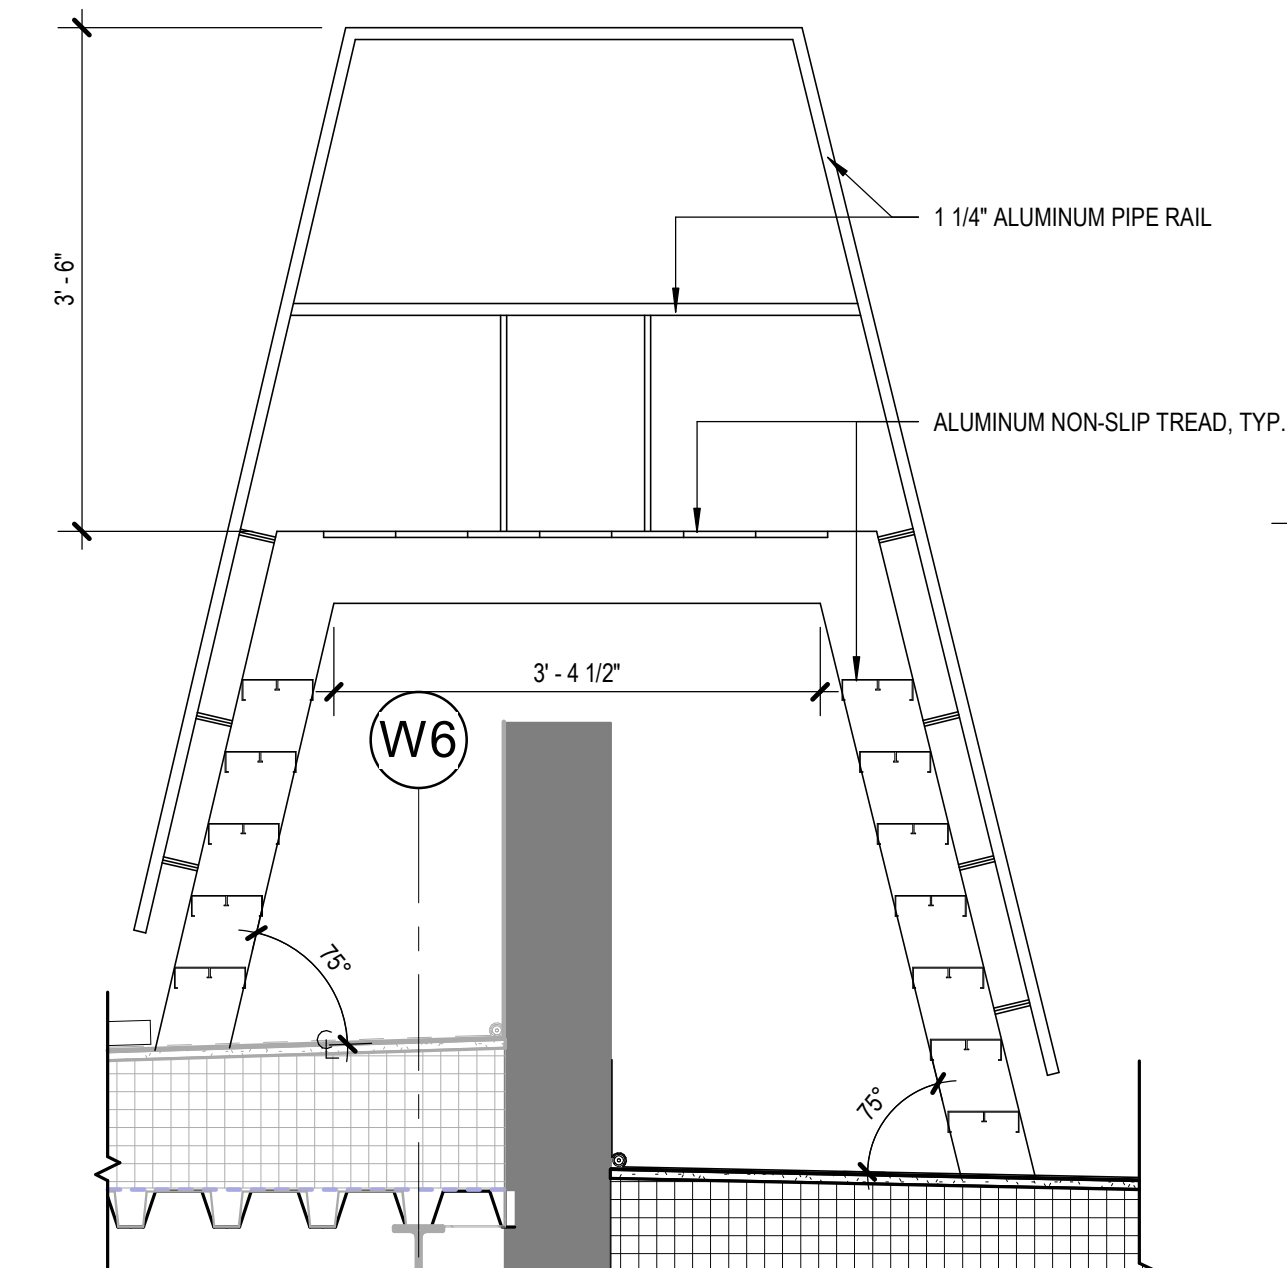 1 1/4" ALUMINUM PIPE RAIL
3' - 6"
ALUMINUM NON-SLIP TREAD, TYP.
3' - 4 1/2"
W6
75°
CL
75°